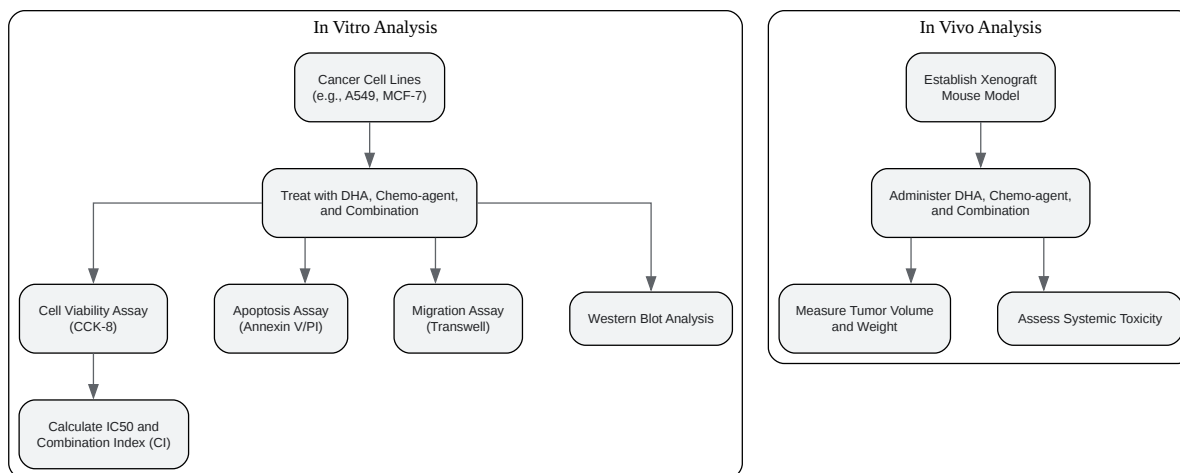 In Vitro Analysis
Cancer Cell Lines
(e.g., A549, MCF-7)
Treat with DHA, Chemo-agent,
and Combination
Cell Viability Assay
(CCK-8)
Apoptosis Assay
(Annexin V/PI)
Migration Assay
(Transwell)
Western Blot Analysis
Calculate IC50 and
Combination Index (CI)
In Vivo Analysis
Establish Xenograft
Mouse Model
Administer DHA, Chemo-agent,
and Combination
Measure Tumor Volume
and Weight
Assess Systemic Toxicity